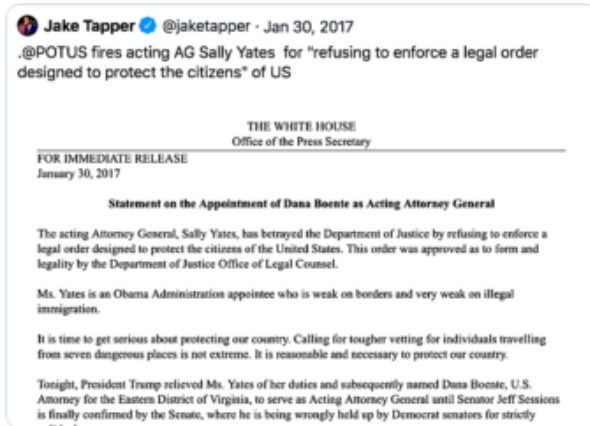 Jake Tapper @jaketapper · Jan 30, 2017
.@POTUS fires acting AG Sally Yates for "refusing to enforce a legal order
designed to protect the citizens" of US
THE WHITE HOUSE
Office of the Press Secretary
FOR IMMEDIATE RELEASE
January 30, 2017
Statement on the Appointment of Dana Boente as Acting Attorney General
The acting Attorney General, Sally Yates, has betrayed the Department of Justice by refusing to enforce a
legal order designed to protect the citizens of the United States. This order was approved as to form and
legality by the Department of Justice Office of Legal Counsel.
Ms. Yates is an Obama Administration appointee who is weak on borders and very weak on illegal
immigration.
It is time to get serious about protecting our country. Calling for tougher vetting for individuals travelling
from seven dangerous places is not extreme. It is reasonable and necessary to protect our country.
Tonight, President Trump relieved Ms. Yates of her duties and subsequently named Dana Boente, U.S.
Attorney for the Eastern District of Virginia, to serve as Acting Attorney General until Senator Jeff Sessions
is finally confirmed by the Senate, where he is being wrongly held up by Democrat senators for strictly